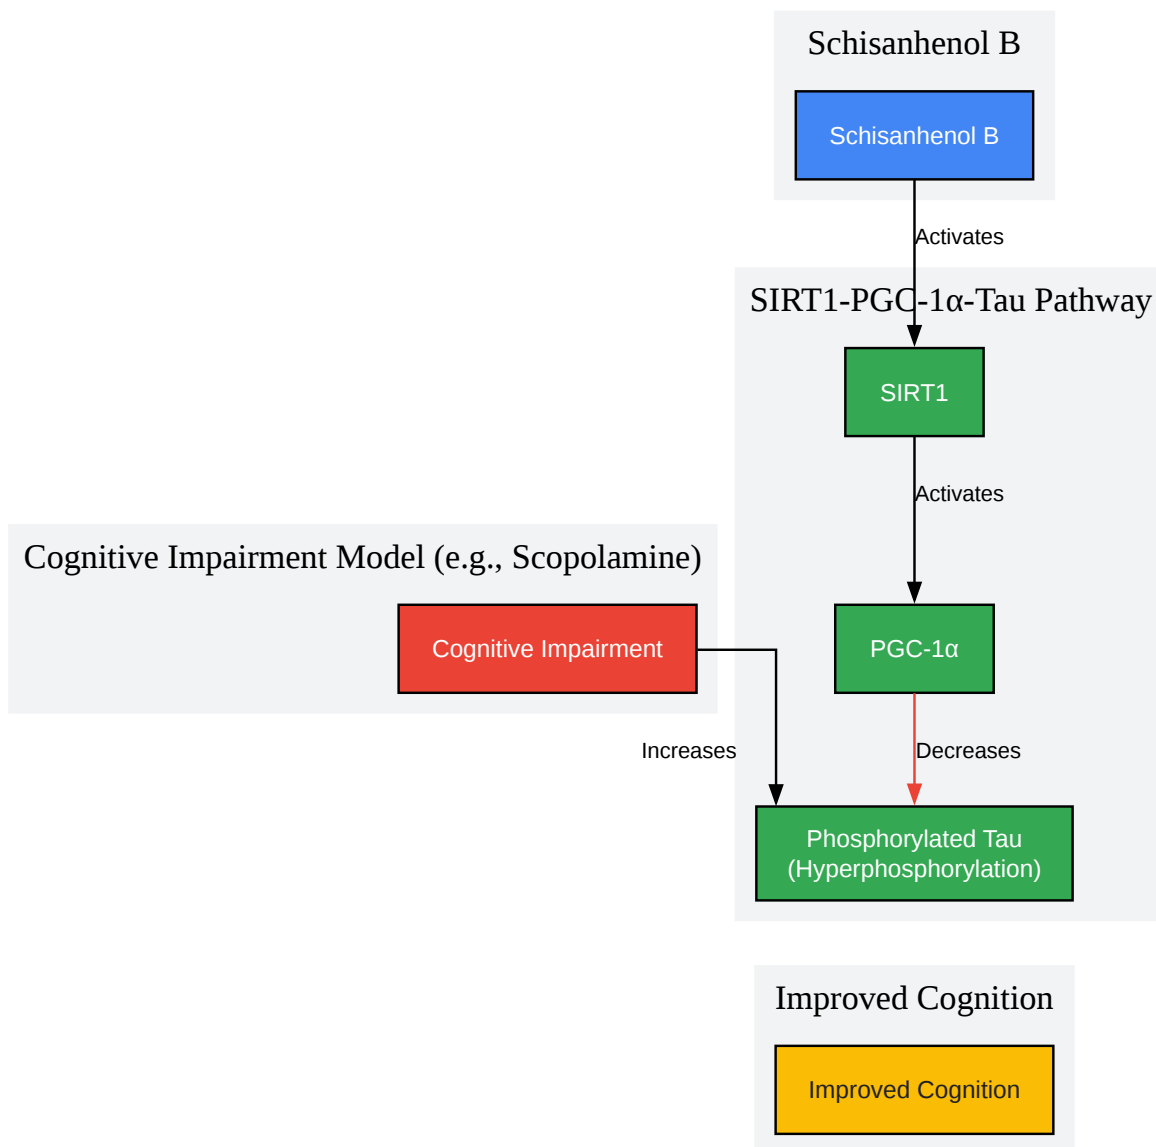 Schisanhenol B
Schisanhenol B
Activates
SIRT1-PGC-1α-Tau Pathway
SIRT1
Activates
Cognitive Impairment Model (e.g., Scopolamine)
Cognitive Impairment
PGC-1α
Increases
Decreases
Phosphorylated Tau
(Hyperphosphorylation)
Improved Cognition
Improved Cognition